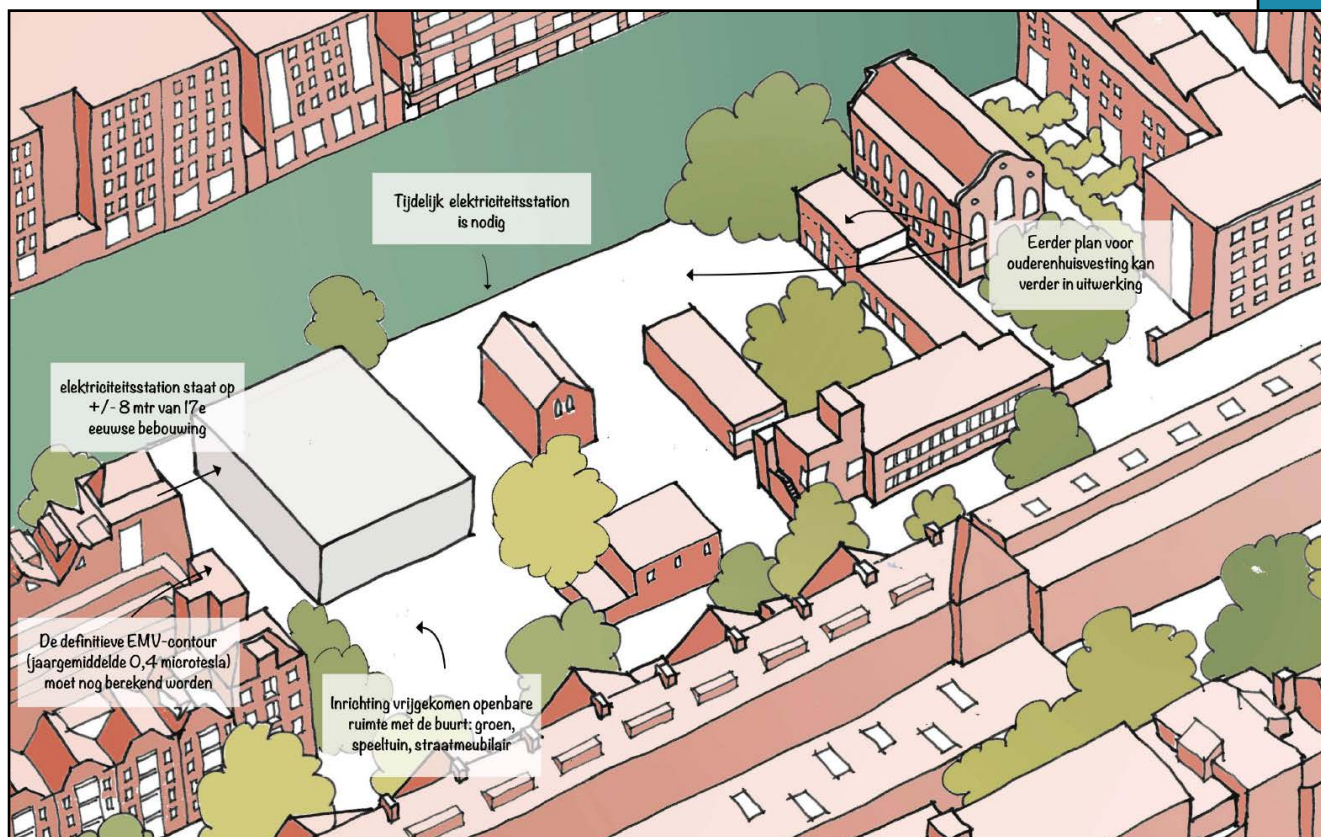 Tijdelijk elektriciteitsstation
is nodig
Eerder plan voor
ouderenhuisvesting kan
verder in uitwerking
elektriciteitsstation staat op
+/- 8 mtr van 17e
eeuwse bebouwing
De definitieve EMV-contour
(jaargemiddelde 0,4 microtesla)
moet nog berekend worden
Inrichting vrijgekomen openbare
ruimte met de buurt: groen,
speeltuin, straatmeubilair